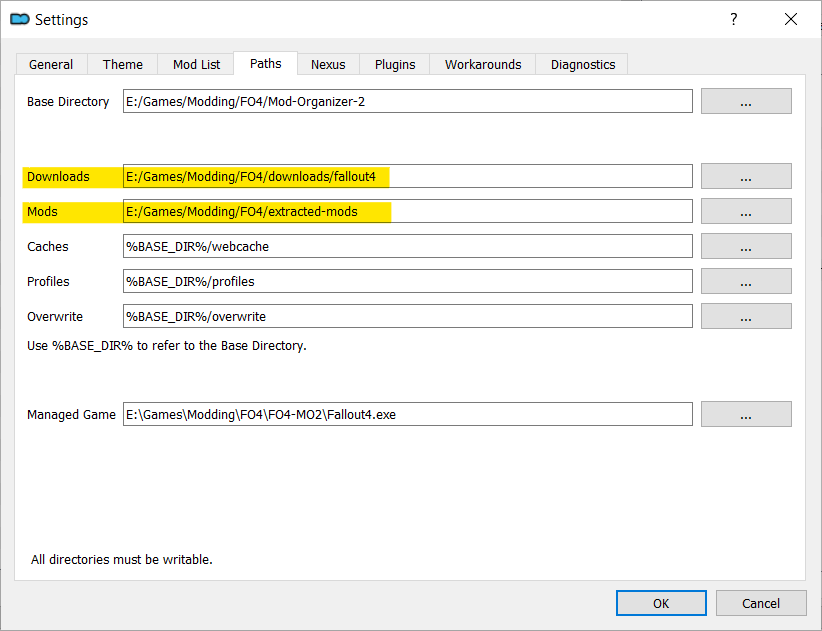 Settings
?
General Theme Mod List Paths Nexus Plugins Workarounds Diagnostics
Base Directory E:/Games/Modding/FO4/Mod-Organizer-2 ...
Downloads E:/Games/Modding/FO4/downloads/fallout4 ...
Mods E:/Games/Modding/FO4/extracted-mods ...
Caches %BASE_DIR%/webcache ...
Profiles %BASE_DIR%/profiles ...
Overwrite %BASE_DIR%/overwrite ...
Use %BASE_DIR% to refer to the Base Directory.
Managed Game E:\Games\Modding\FO4\FO4-MO2\Fallout4.exe ...
All directories must be writable.
OK Cancel